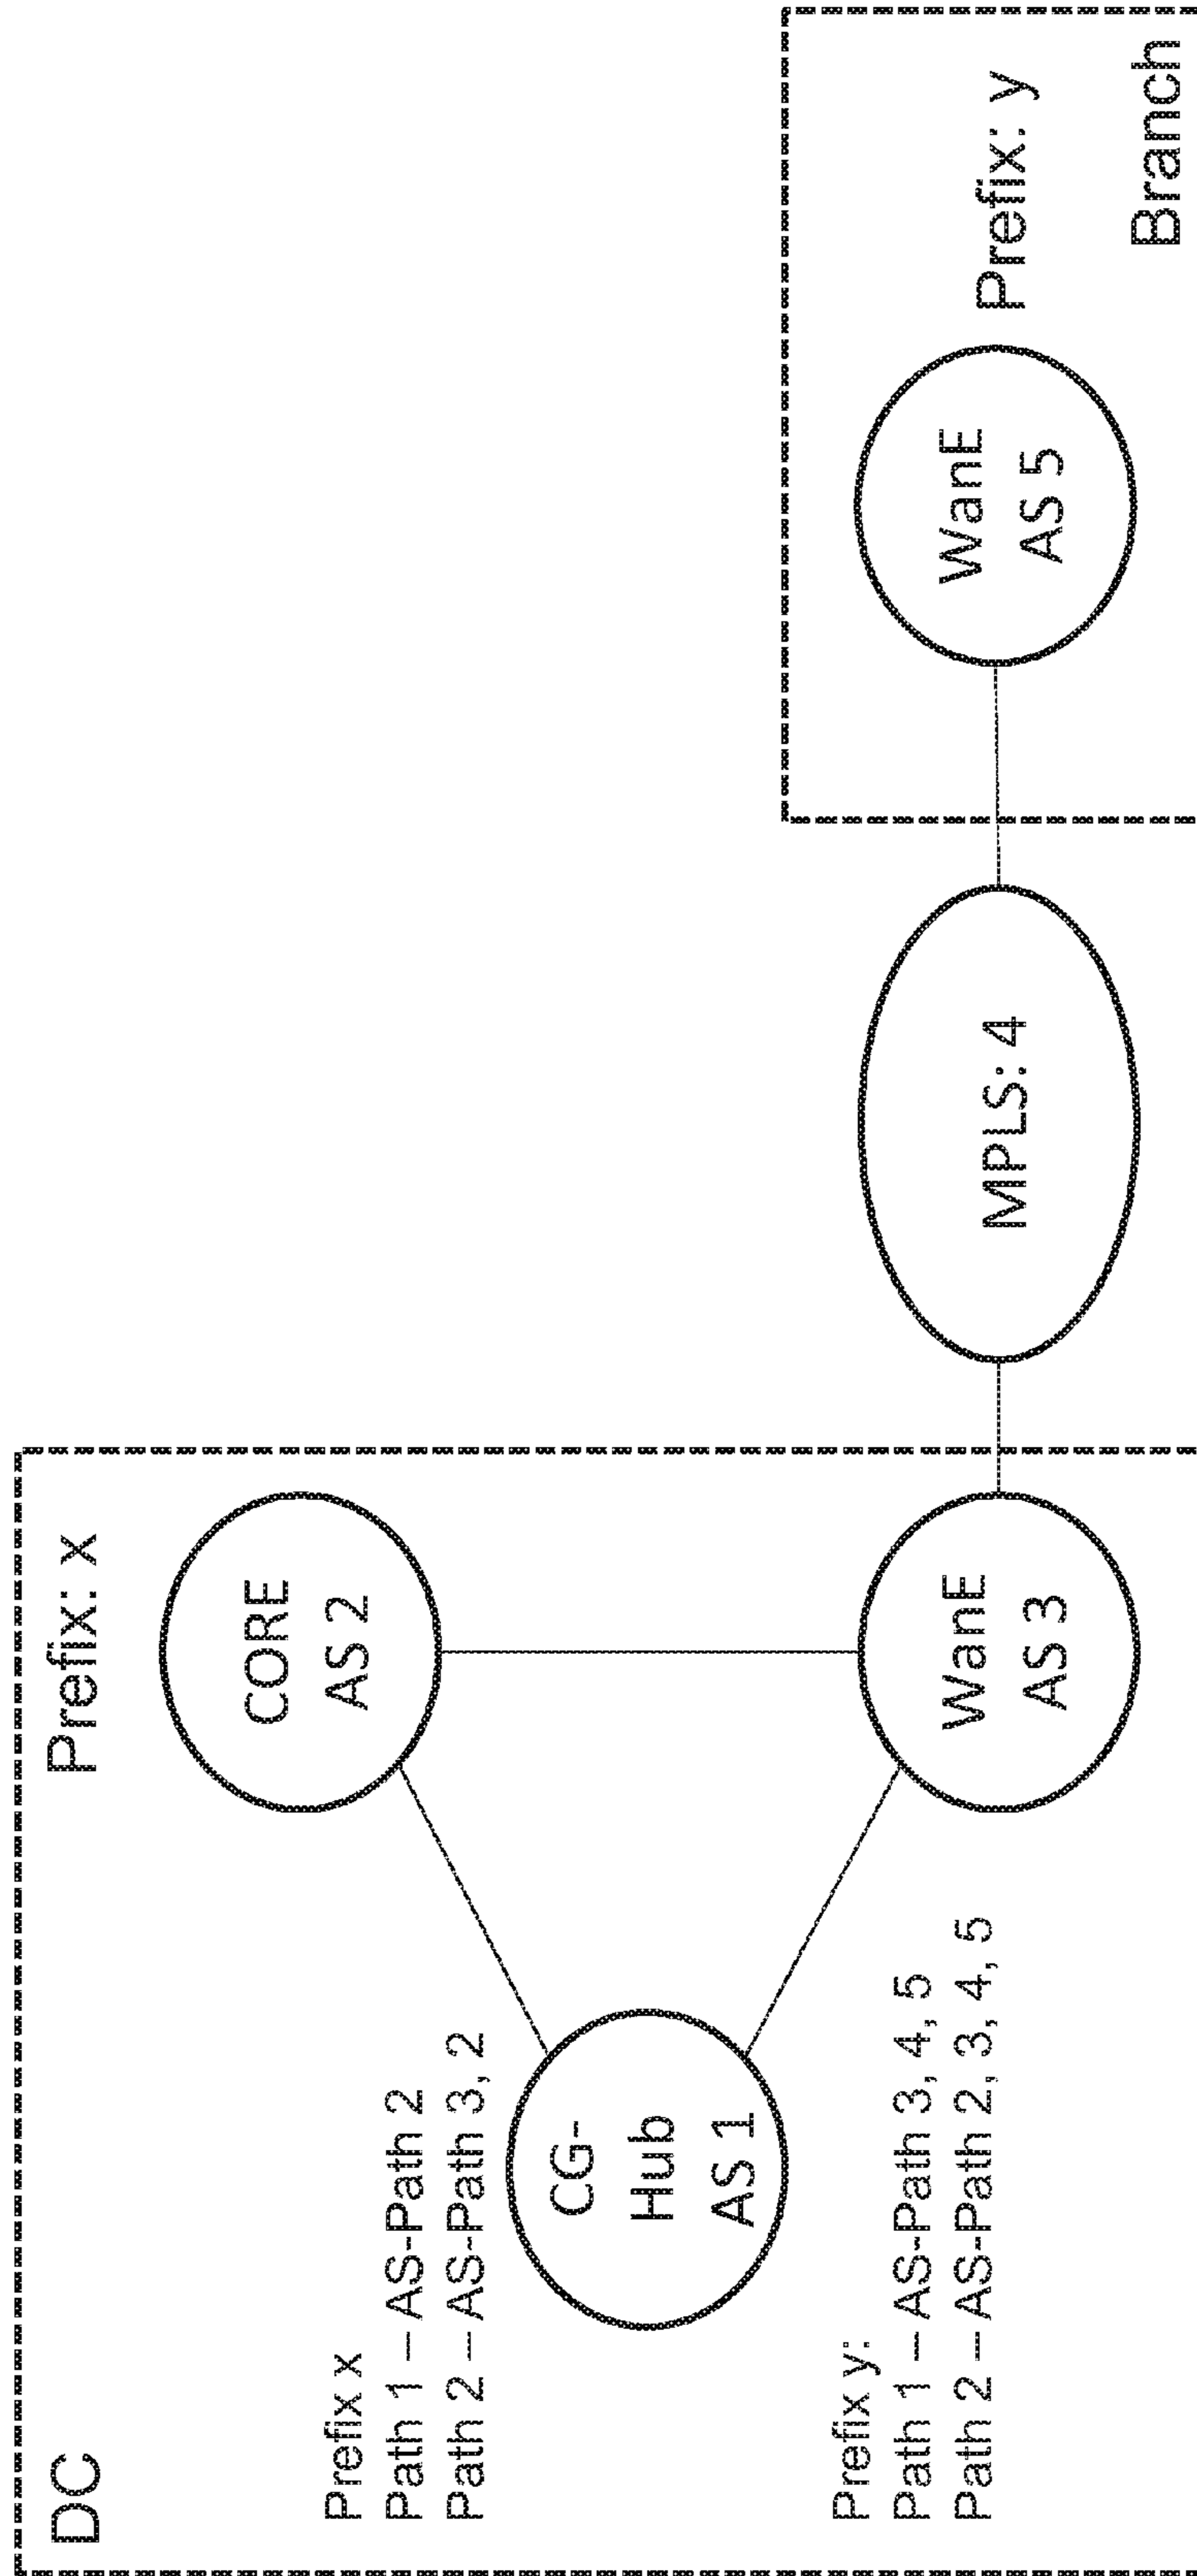 DC
Prefix: x
Prefix x
Path 1 – AS-Path 2
Path 2 – AS-Path 3, 2
CORE
AS 2
CG-
Hub
AS 1
Prefix y:
Path 1 – AS-Path 3, 4, 5
Path 2 – AS-Path 2, 3, 4, 5
WanE
AS 3
MPLS: 4
WanE
AS 5
Prefix: y
Branch